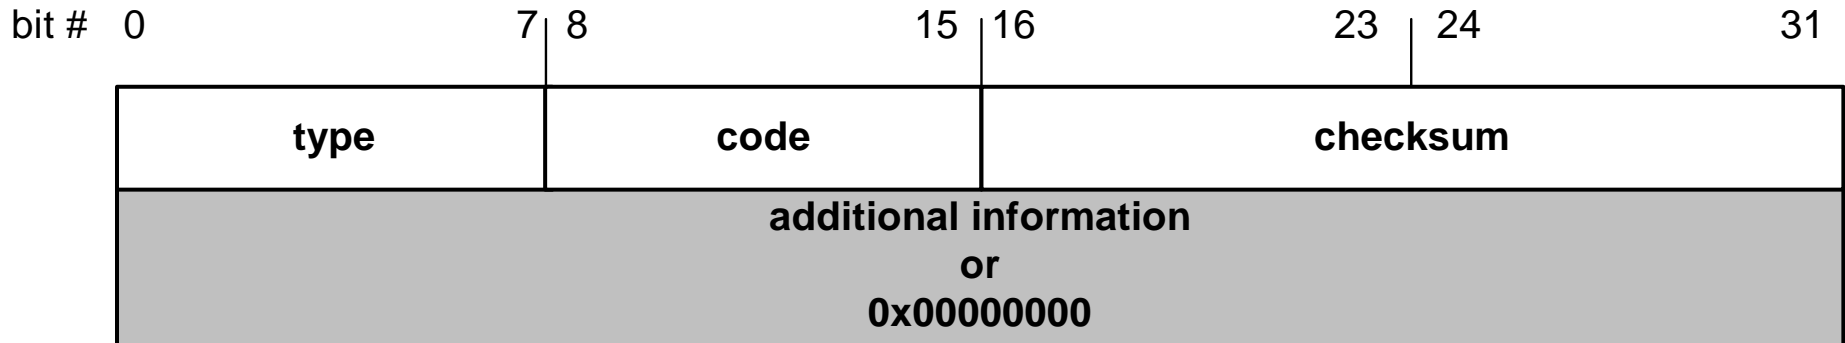 bit # 0 7 8 15 16 23 24 31
type code checksum
additional information
or
0x00000000